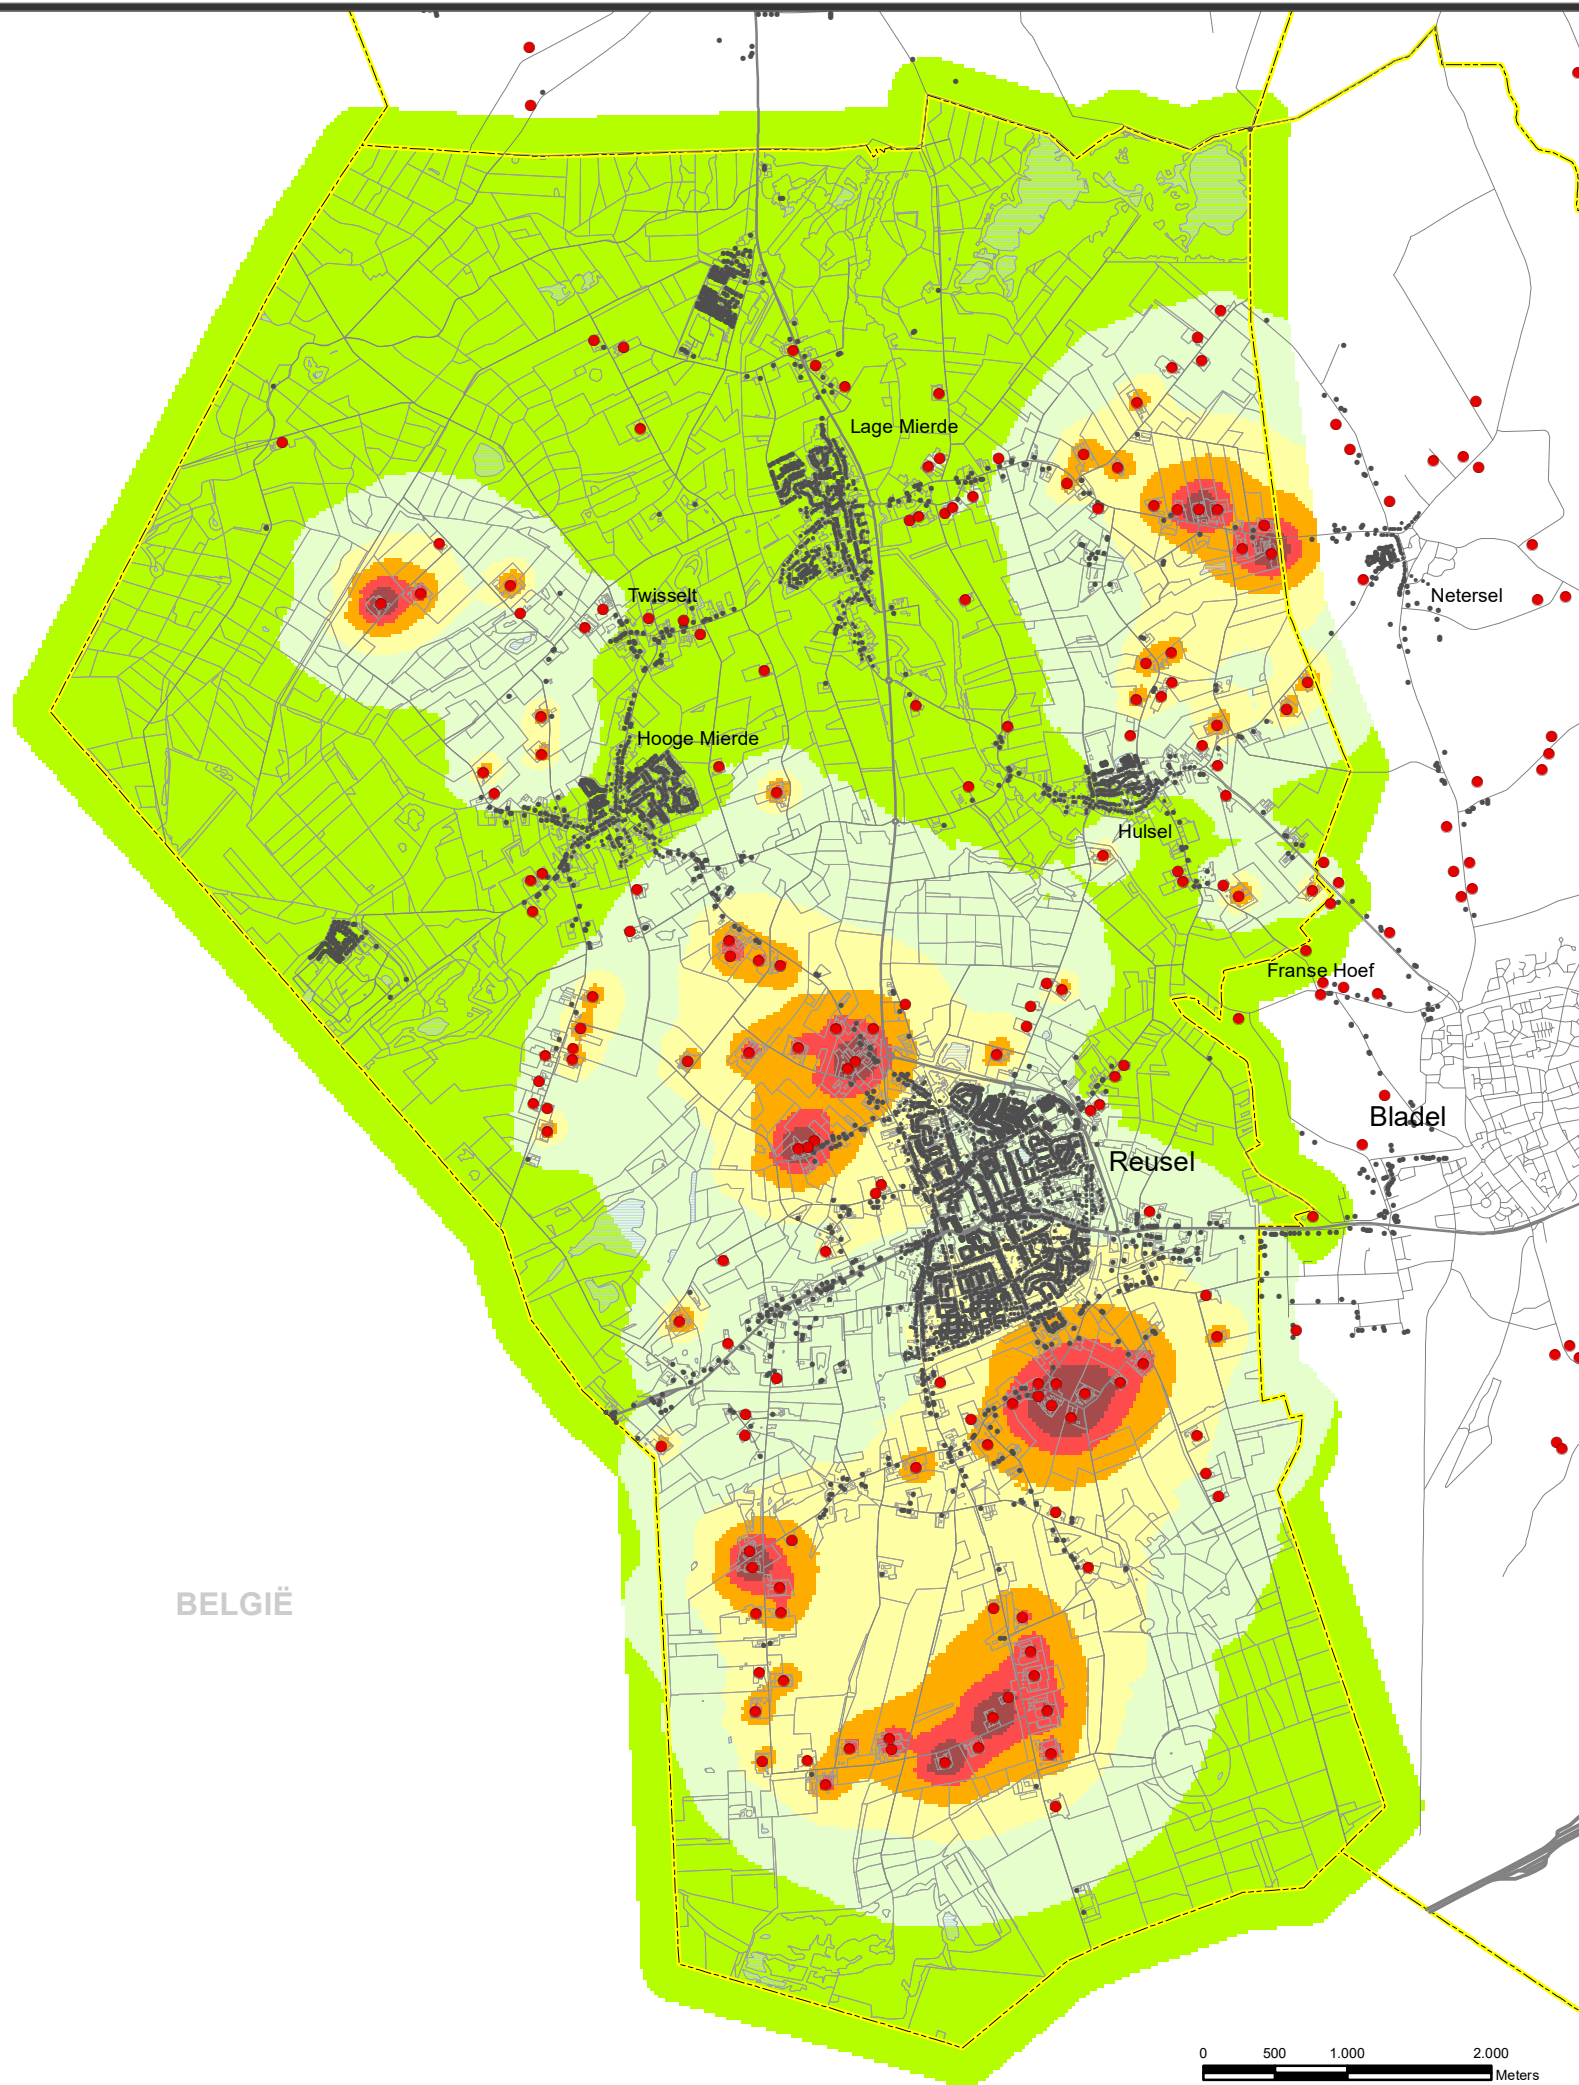 Lage Mierde
Twisselt
Netersel
Hooge Mierde
Hulsel
Franse Hoef
Bladel
Reusel
BELGIË
0 500 1.000 2.000
Meters